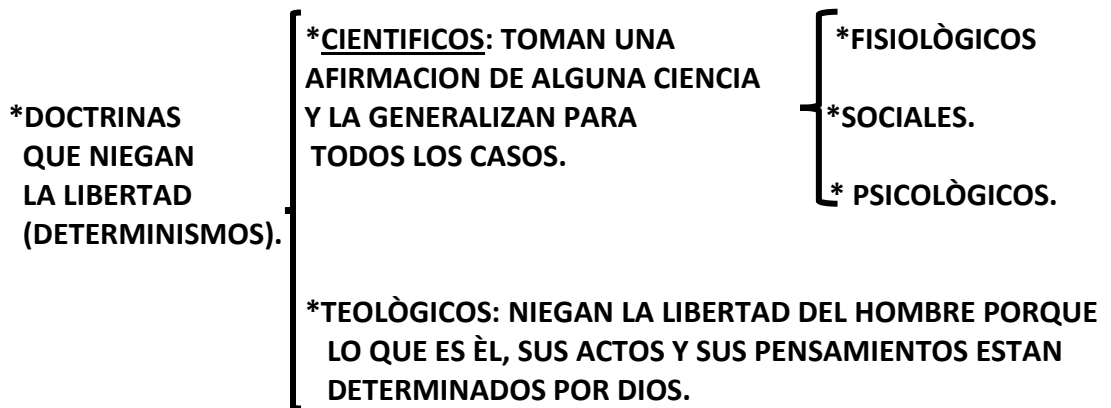 *DOCTRINAS
QUE NIEGAN
LA LIBERTAD
(DETERMINISMOS).
*CIENTIFICOS: TOMAN UNA
AFIRMACION DE ALGUNA CIENCIA
Y LA GENERALIZAN PARA
TODOS LOS CASOS.
*FISIOLÒGICOS
*SOCIALES.
* PSICOLÒGICOS.
*TEOLÒGICOS: NIEGAN LA LIBERTAD DEL HOMBRE PORQUE
LO QUE ES ÈL, SUS ACTOS Y SUS PENSAMIENTOS ESTAN
DETERMINADOS POR DIOS.